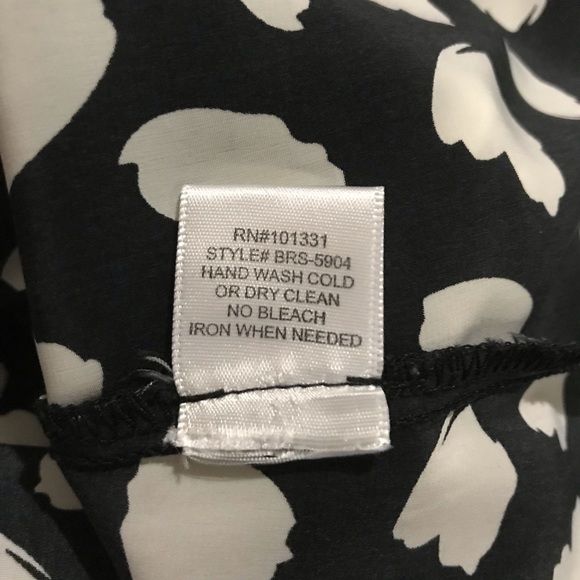 RN#101331
STYLE# BRS-5904
HAND WASH COLD
OR DRY CLEAN
NO BLEACH
IRON WHEN NEEDED